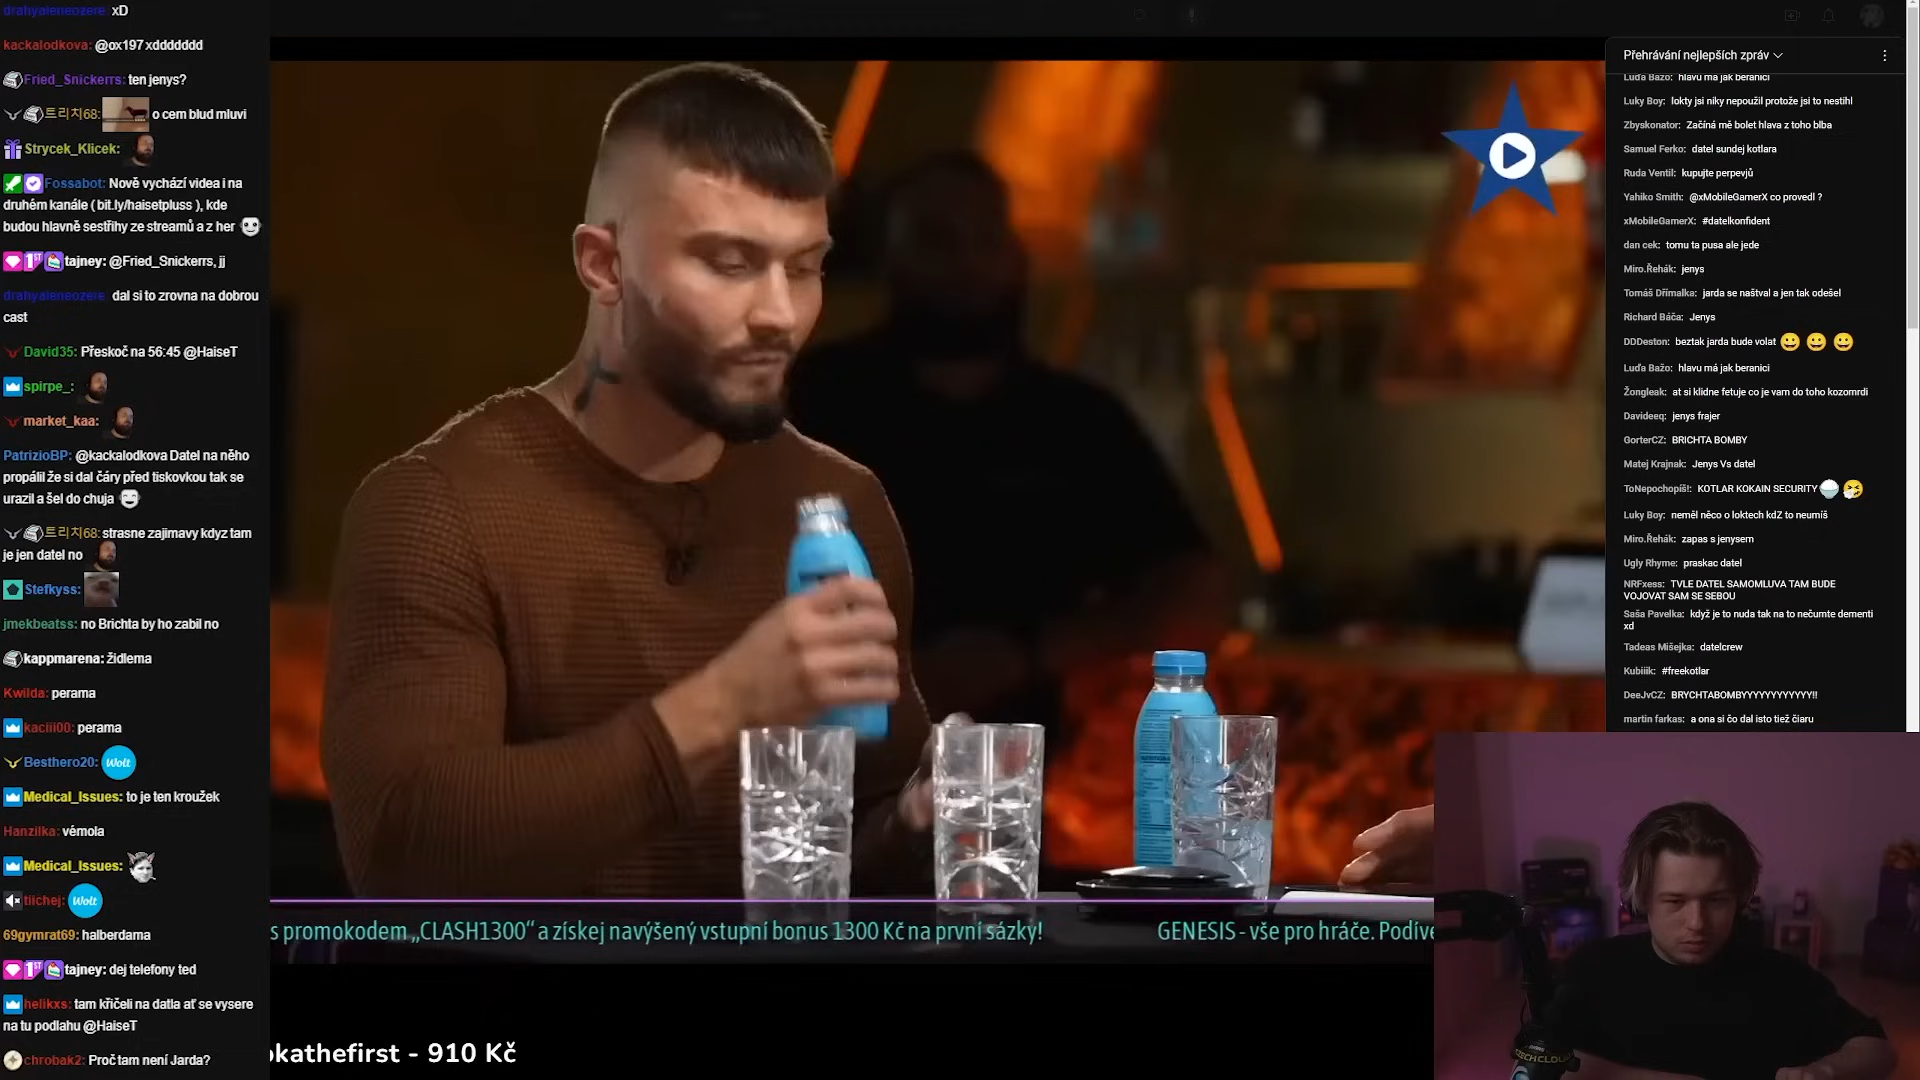 drahyaleneozere: xD
kackalodkova: @ox197 xddddddd
Fried_Snickerrs: ten jenys?
트리치68: o cem blud mluvi
Strycek_Klicek:
Fossabot: Nově vychází videa i na
druhém kanále ( bit.ly/haisetpluss ), kde
budou hlavně sestřihy ze streamů a z her
tajney: @Fried_Snickerrs, jj
drahyaleneozere: dal si to zrovna na dobrou
cast
David35: Přeskoč na 56:45 @HaiseT
spirpe_:
market_kaa:
PatrizioBP: @kackalodkova Datel na něho
propálil že si dal čáry před tiskovkou tak se
urazil a šel do chuja
트리치68: strasne zajimavy kdyz tam
je jen datel no
Stefkyss:
jmekbeatss: no Brichta by ho zabil no
kappmarena: židlema
Kwilda: perama
kaciii00: perama
Besthero20: Wolt
Medical_Issues: to je ten kroužek
Hanzilka: vémola
Medical_Issues:
tiichej: Wolt
69gymrat69: halberdama
tajney: dej telefony ted
helikxs: tam křičeli na datla ať se vysere
na tu podlahu @HaiseT
chrobak2: Proč tam není Jarda?
s promokodem „CLASH1300“ a získej navýšený vstupní bonus 1300 Kč na první sázky!
GENESIS - vše pro hráče. Podíve
okathefirst - 910 Kč
Přehrávání nejlepších zpráv
Luďa Bažo: hlavu má jak beranici
Luky Boy: lokty jsi niky nepoužil protože jsi to nestihl
Zbyskonator: Začíná mě bolet hlava z toho blba
Samuel Ferko: datel sundej kotlara
Ruda Ventil: kupujte perpevjů
Yahiko Smith: @xMobileGamerX co provedl ?
xMobileGamerX: #datelkonfident
dan cek: tomu ta pusa ale jede
Miro.Řehák: jenys
Tomáš Dřímalka: jarda se naštval a jen tak odešel
Richard Báča: Jenys
DDDeston: beztak jarda bude volat 😀 😀 😀
Luďa Bažo: hlavu má jak beranici
Žongleak: at si klidne fetuje co je vam do toho kozomrdi
Davideeq: jenys frajer
GorterCZ: BRICHTA BOMBY
Matej Krajnak: Jenys Vs datel
ToNepochopíš!: KOTLAR KOKAIN SECURITY 🍚 🤧
Luky Boy: neměl něco o loktech kdZ to neumíš
Miro.Řehák: zapas s jenysem
Ugly Rhyme: praskac datel
NRFxess: TVLE DATEL SAMOMLUVA TAM BUDE
VOJOVAT SAM SE SEBOU
Saša Pavelka: když je to nuda tak na to nečumte dementi
xd
Tadeas Mišejka: datelcrew
Kubiiik: #freekotlar
DeeJvCZ: BRYCHTABOMBYYYYYYYYYYYY!!
martin farkas: a ona si čo dal isto tiež čiaru